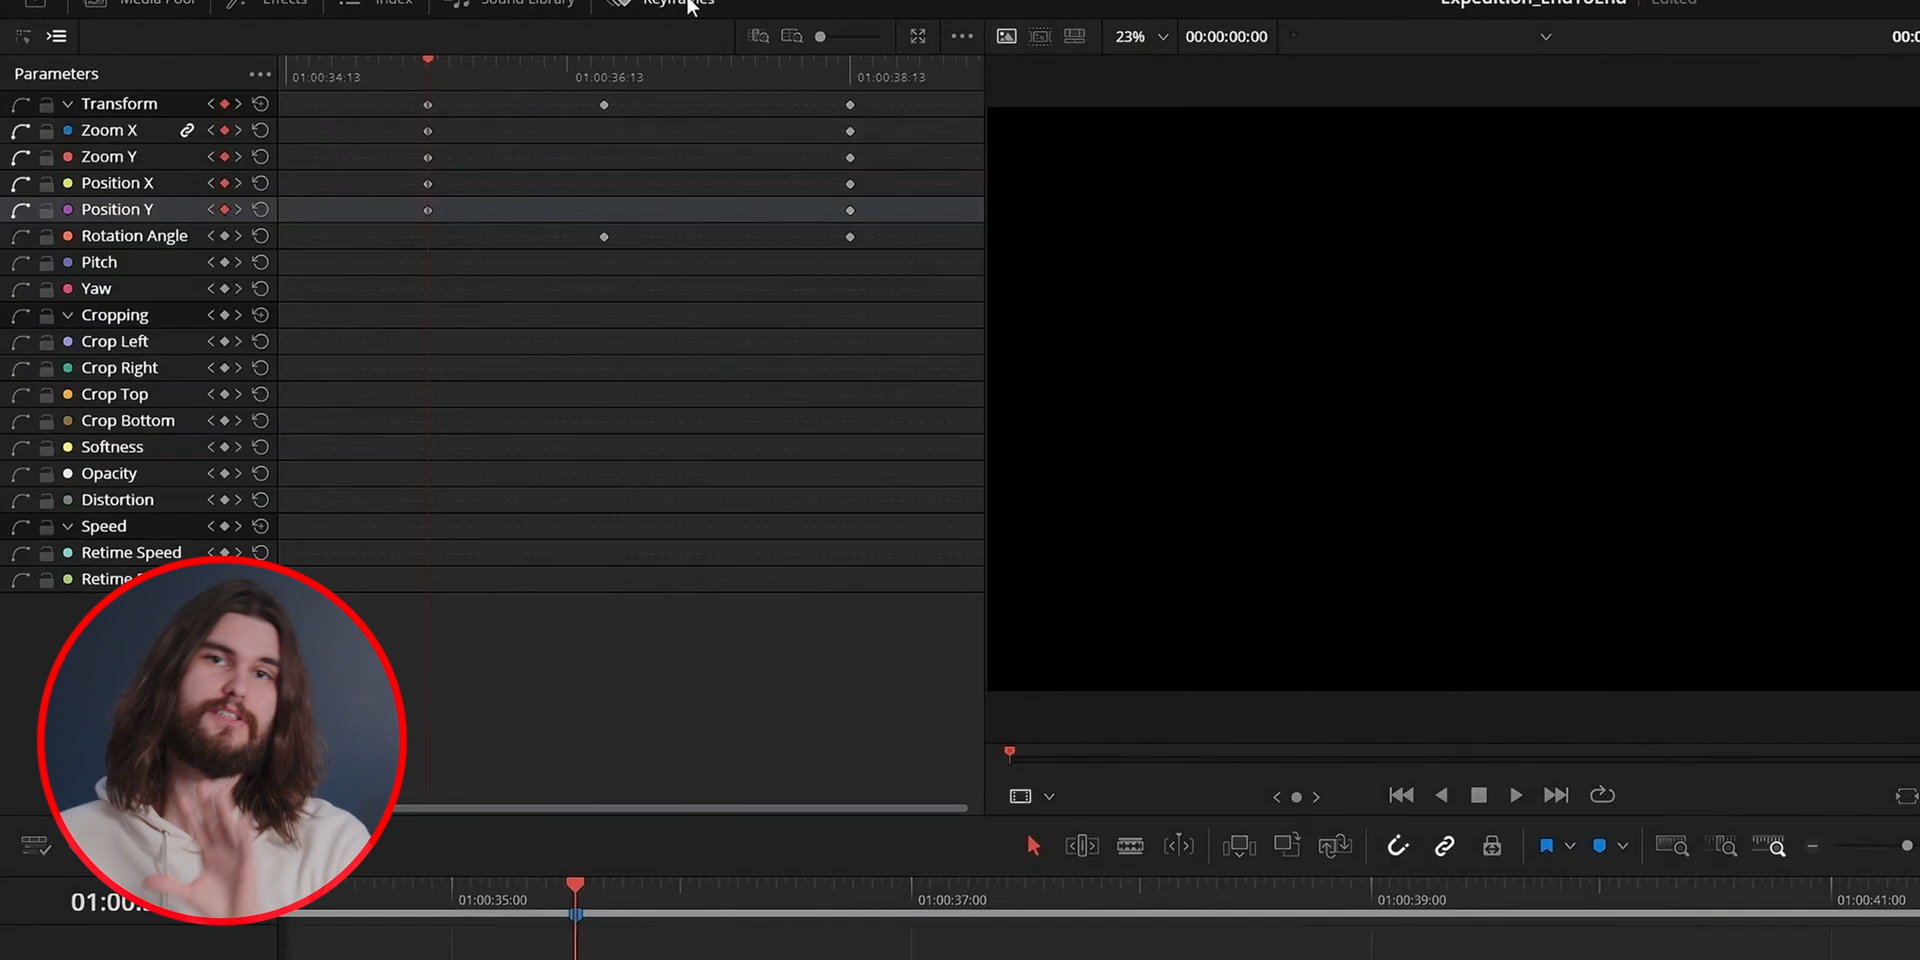 Media Pool Effects Index Sound Library Keyframes Expedition_EndToEnd Edited
23% 00:00:00:00 00:0
Parameters 01:00:34:13 01:00:36:13 01:00:38:13
Transform
Zoom X
Zoom Y
Position X
Position Y
Rotation Angle
Pitch
Yaw
Cropping
Crop Left
Crop Right
Crop Top
Crop Bottom
Softness
Opacity
Distortion
Speed
Retime Speed
Retime
01:00: 01:00:35:00 01:00:37:00 01:00:39:00 01:00:41:00